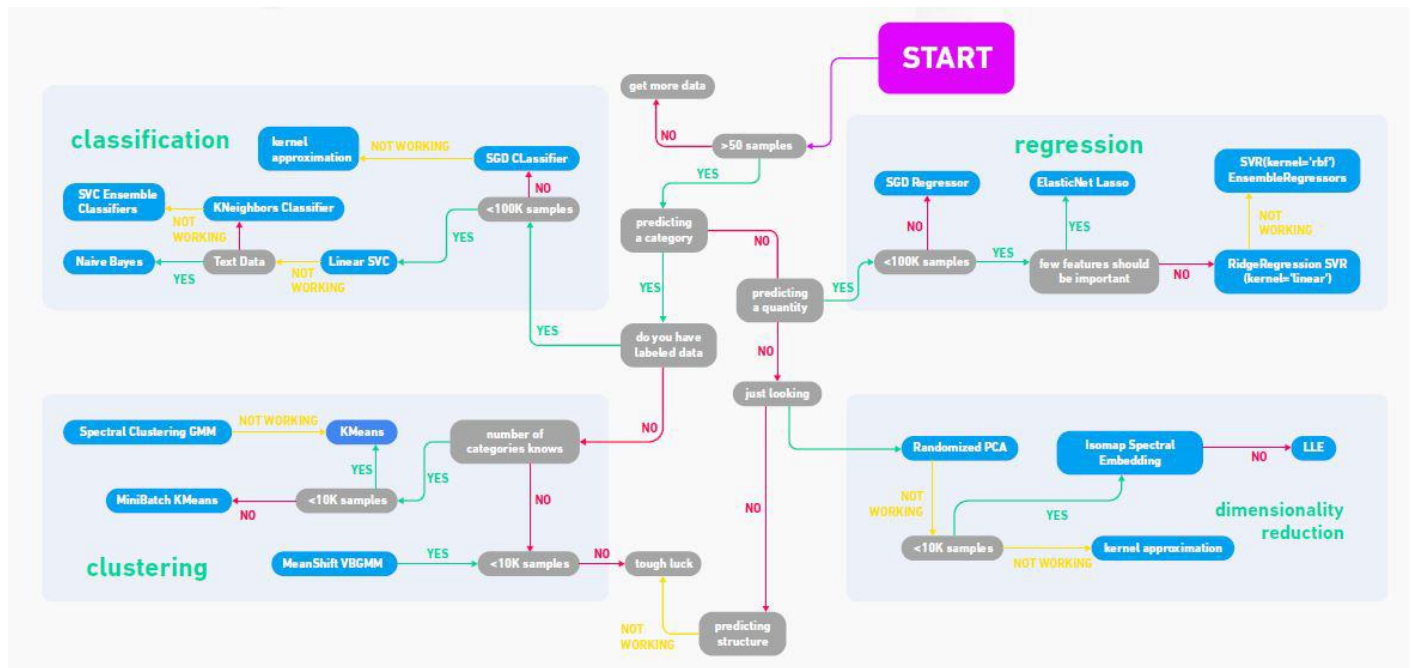 START
get more data
NO
>50 samples
YES
predicting
a category
NO
YES
predicting
a quantity
YES
do you have
labeled data
YES
NO
NO
just looking
NO
classification
kernel
approximation
NOT WORKING
SGD CLassifier
NO
<100K samples
YES
SVC Ensemble
Classifiers
KNeighbors Classifier
NOT
WORKING
Naive Bayes
YES
Text Data
NOT
WORKING
Linear SVC
regression
SGD Regressor
NO
<100K samples
YES
ElasticNet Lasso
YES
few features should
be important
NO
SVR(kernel='rbf')
EnsembleRegressors
NOT
WORKING
RidgeRegression SVR
(kernel='linear')
Spectral Clustering GMM
NOT WORKING
KMeans
number of
categories knows
YES
YES
MiniBatch KMeans
NO
<10K samples
NO
clustering
MeanShift VBGMM
YES
<10K samples
NO
tough luck
NOT
WORKING
predicting
structure
Randomized PCA
NOT
WORKING
Isomap Spectral
Embedding
NO
LLE
YES
<10K samples
NOT WORKING
kernel approximation
dimensionality
reduction